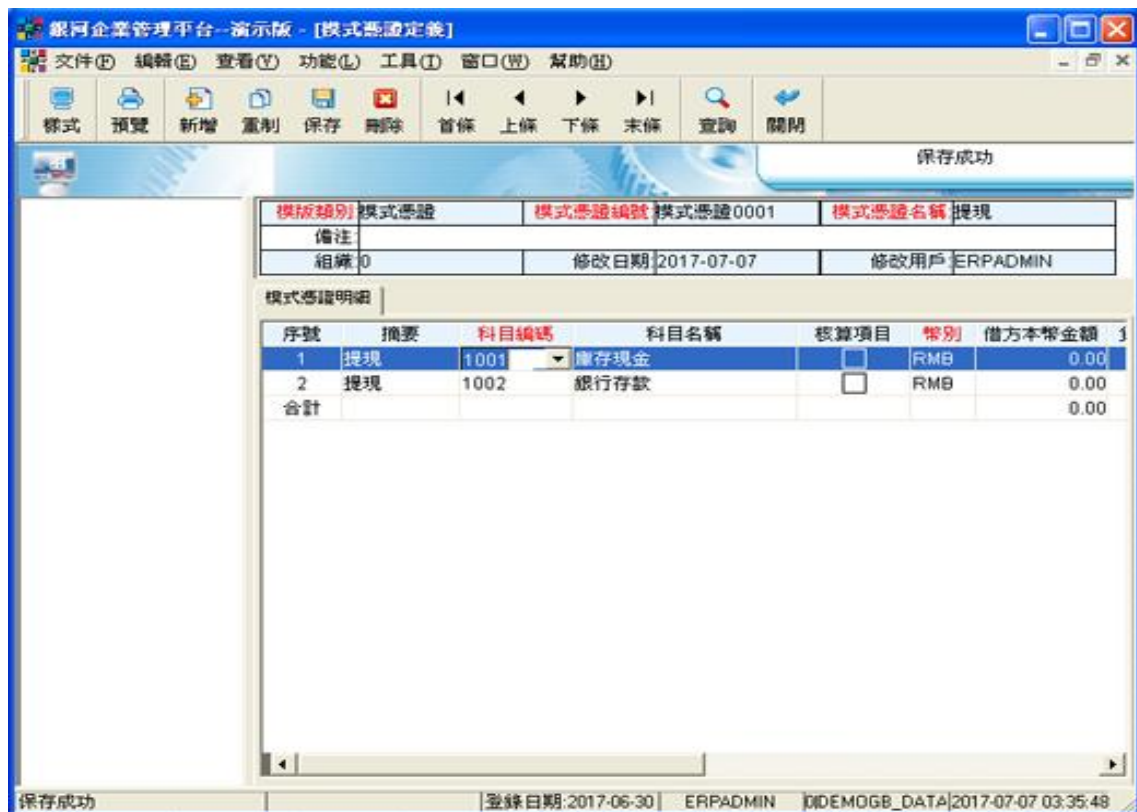 銀河企業管理平台--演示版 - [模式憑證定義]
文件(F) 編輯(E) 查看(V) 功能(L) 工具(I) 窗口(W) 幫助(H)
樣式 預覽 新增 重制 保存 刪除 首條 上條 下條 末條 查詢 關閉
保存成功
模版類別 模式憑證 模式憑證編號 模式憑證0001 模式憑證名稱 提現
備注:
組織:0 修改日期:2017-07-07 修改用戶:ERPADMIN
模式憑證明細
序號 摘要 科目編碼 科目名稱 核算項目 幣別 借方本幣金額
1 提現 1001 庫存現金 RMB 0.00
2 提現 1002 銀行存款 RMB 0.00
合計 0.00
保存成功 登錄日期:2017-06-30 ERPADMIN DEMOGB_DATA 2017-07-07 03:35:48